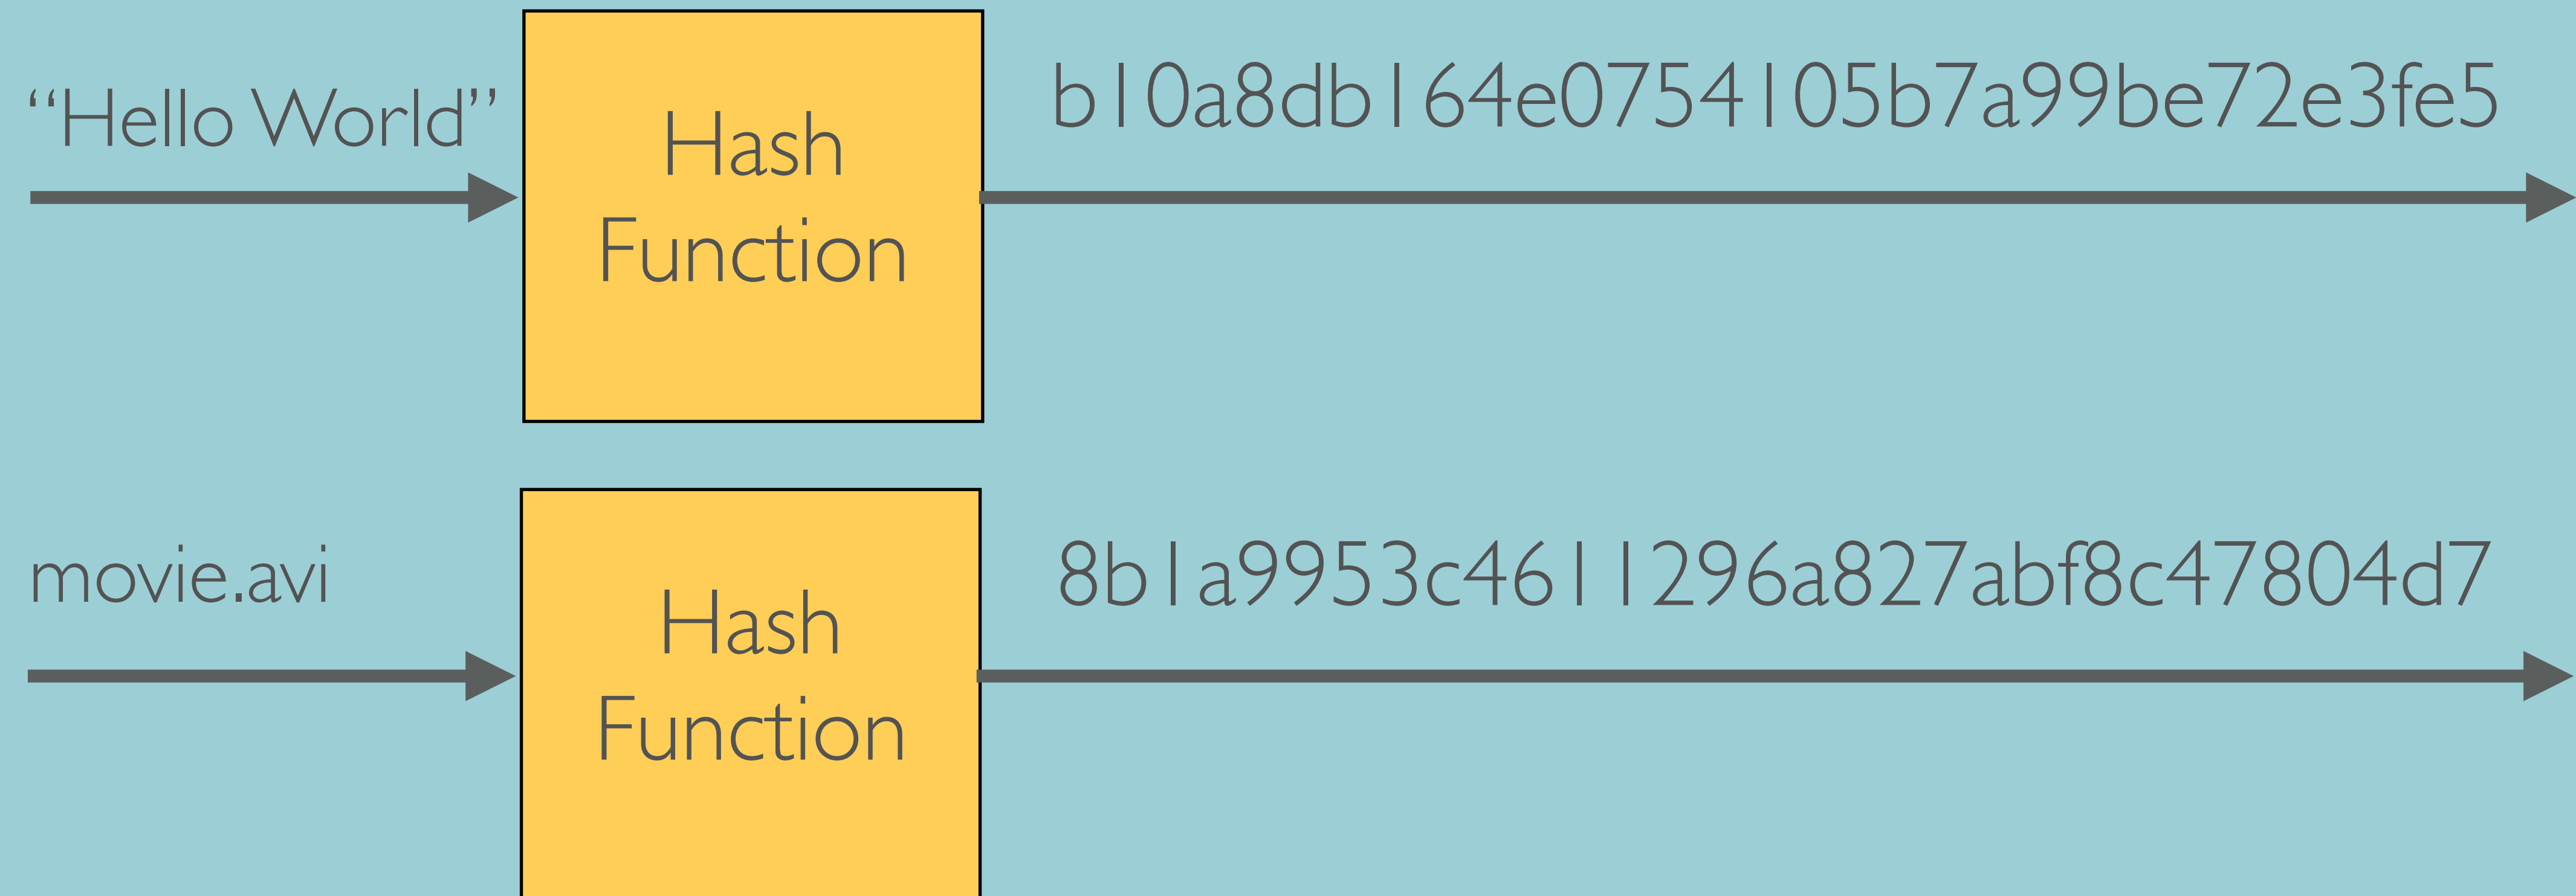 “Hello World”
Hash
Function
b10a8db164e0754105b7a99be72e3fe5
movie.avi
Hash
Function
8b1a9953c4611296a827abf8c47804d7